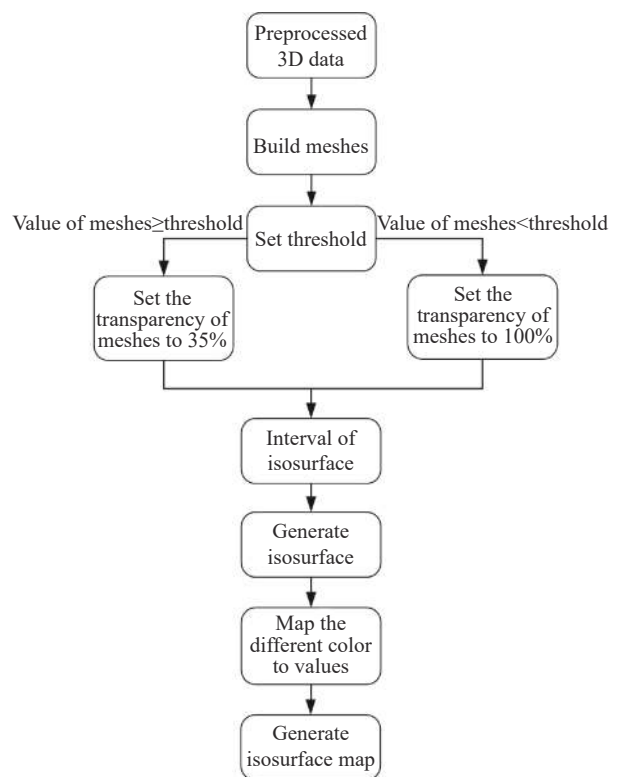 Preprocessed
3D data
Build meshes
Value of meshes≥threshold
Value of meshes<threshold
Set threshold
Set the
transparency of
meshes to 35%
Set the
transparency of
meshes to 100%
Interval of
isosurface
Generate
isosurface
Map the
different color
to values
Generate
isosurface map